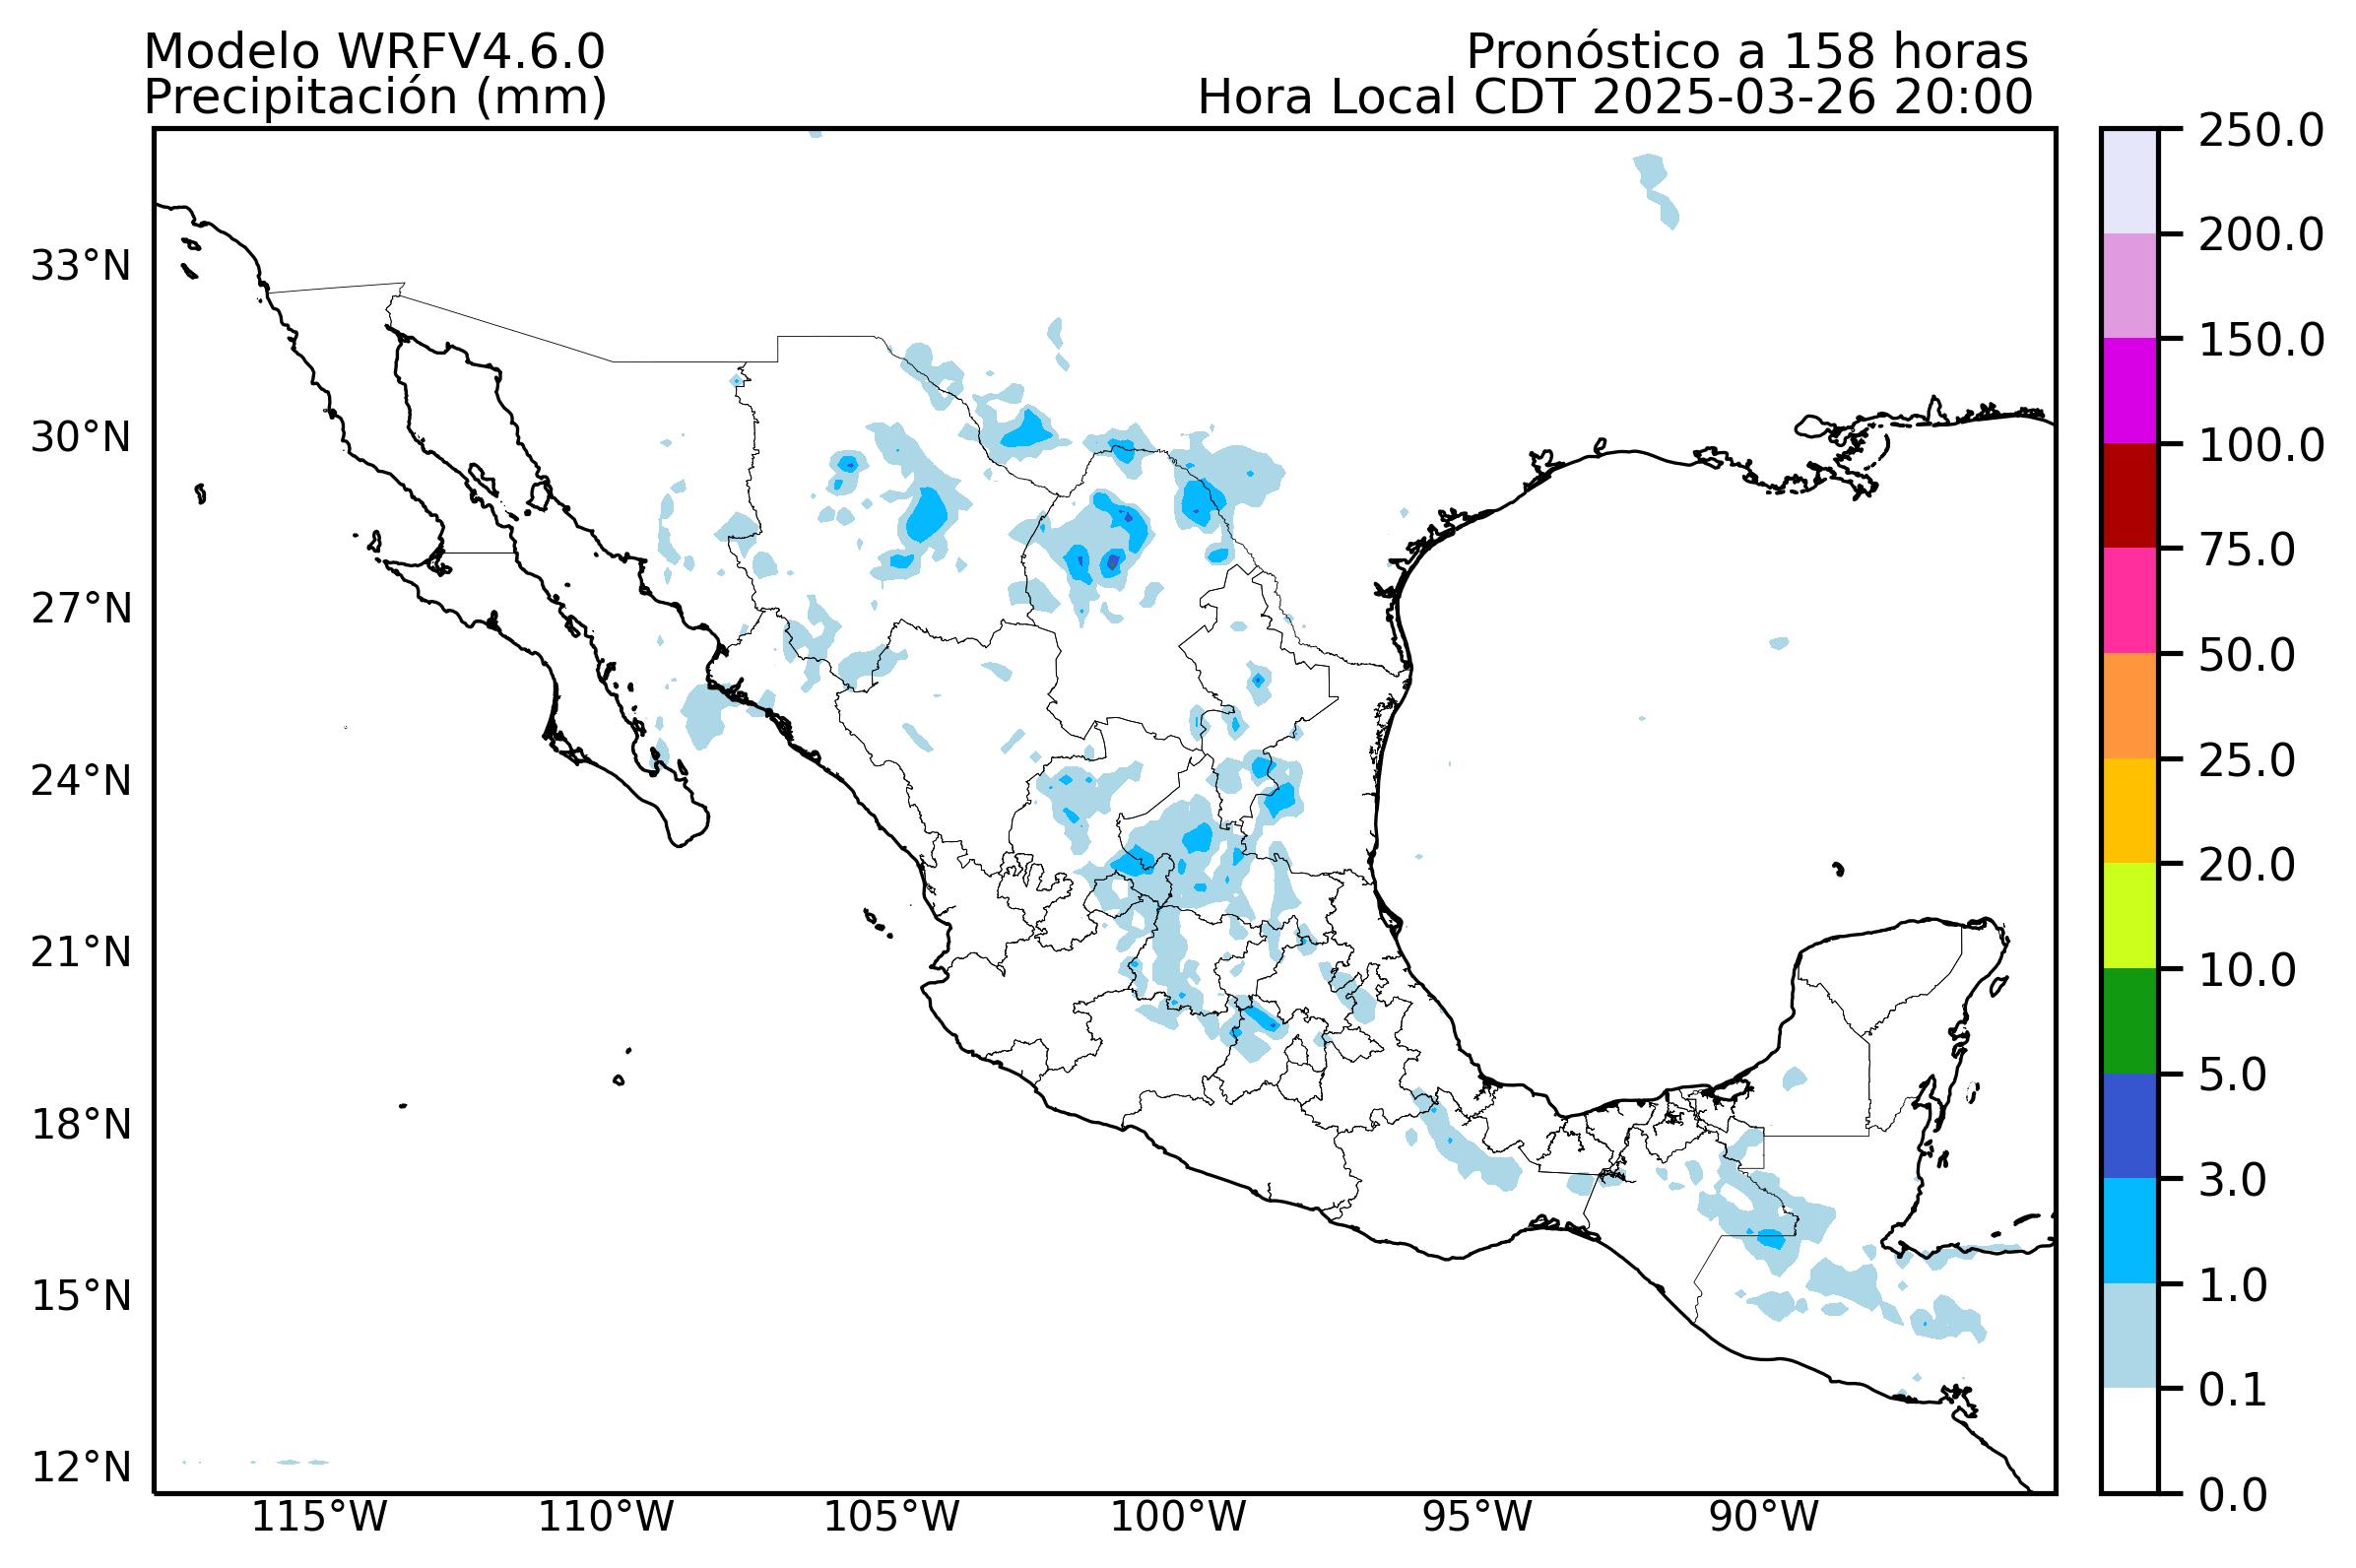 Modelo WRFV4.6.0
Precipitación (mm)
Pronóstico a 158 horas
Hora Local CDT 2025-03-26 20:00
33°N
30°N
27°N
24°N
21°N
18°N
15°N
12°N
115°W
110°W
105°W
100°W
95°W
90°W
250.0
200.0
150.0
100.0
75.0
50.0
25.0
20.0
10.0
5.0
3.0
1.0
0.1
0.0